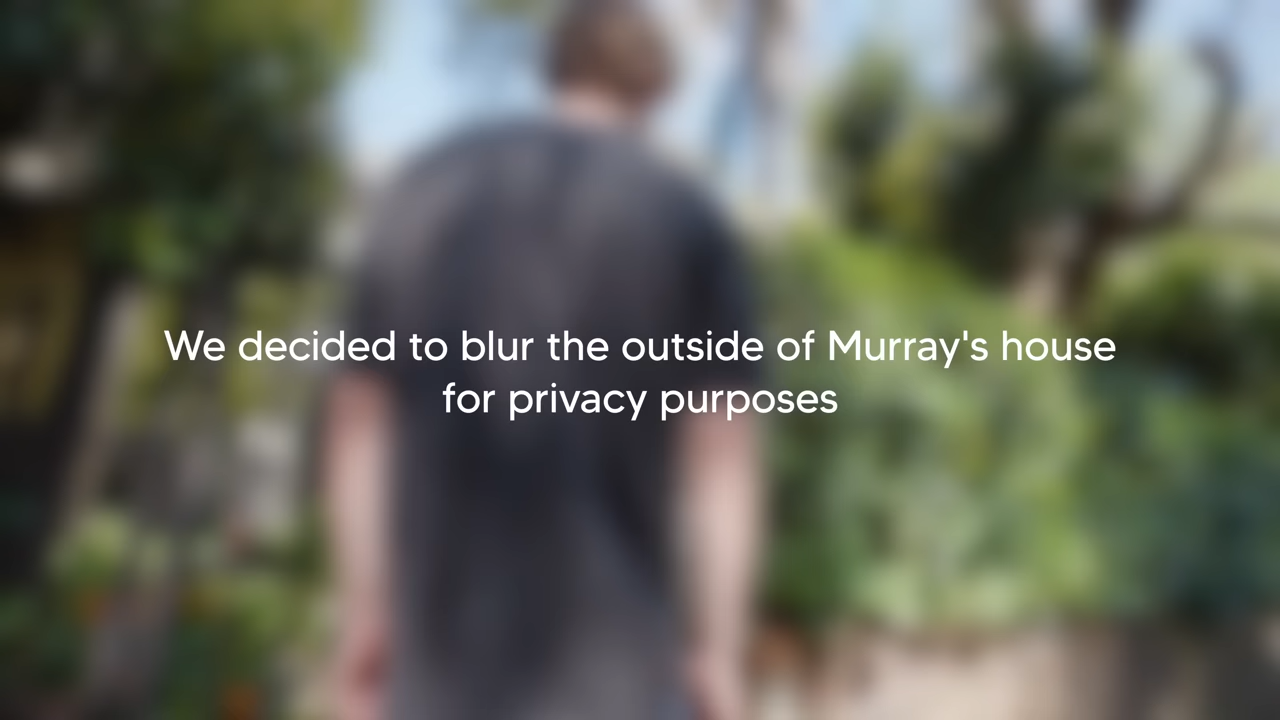 We decided to blur the outside of Murray's house
for privacy purposes